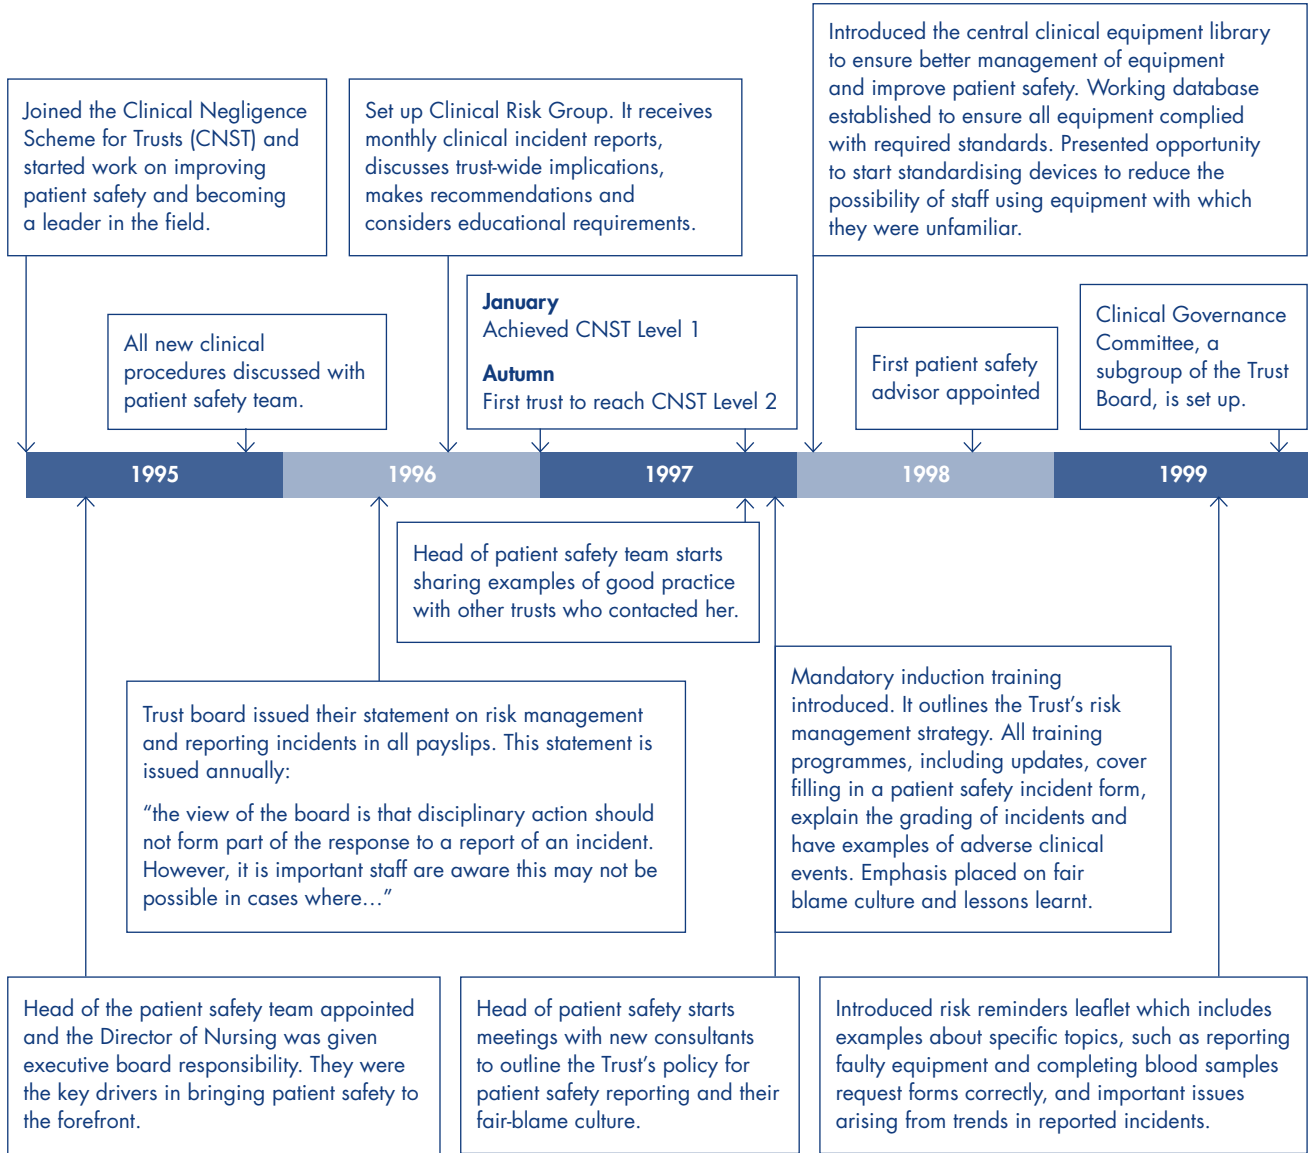 Joined the Clinical Negligence
Scheme for Trusts (CNST) and
started work on improving
patient safety and becoming
a leader in the field.
Set up Clinical Risk Group. It receives
monthly clinical incident reports,
discusses trust-wide implications,
makes recommendations and
considers educational requirements.
Introduced the central clinical equipment library
to ensure better management of equipment
and improve patient safety. Working database
established to ensure all equipment complied
with required standards. Presented opportunity
to start standardising devices to reduce the
possibility of staff using equipment with which
they were unfamiliar.
All new clinical
procedures discussed with
patient safety team.
January
Achieved CNST Level 1
Autumn
First trust to reach CNST Level 2
First patient safety
advisor appointed
Clinical Governance
Committee, a
subgroup of the Trust
Board, is set up.
1995
1996
1997
1998
1999
Head of patient safety team starts
sharing examples of good practice
with other trusts who contacted her.
Trust board issued their statement on risk management
and reporting incidents in all payslips. This statement is
issued annually:
“the view of the board is that disciplinary action should
not form part of the response to a report of an incident.
However, it is important staff are aware this may not be
possible in cases where…”
Mandatory induction training
introduced. It outlines the Trust’s risk
management strategy. All training
programmes, including updates, cover
filling in a patient safety incident form,
explain the grading of incidents and
have examples of adverse clinical
events. Emphasis placed on fair
blame culture and lessons learnt.
Head of the patient safety team appointed
and the Director of Nursing was given
executive board responsibility. They were
the key drivers in bringing patient safety to
the forefront.
Head of patient safety starts
meetings with new consultants
to outline the Trust’s policy for
patient safety reporting and their
fair-blame culture.
Introduced risk reminders leaflet which includes
examples about specific topics, such as reporting
faulty equipment and completing blood samples
request forms correctly, and important issues
arising from trends in reported incidents.